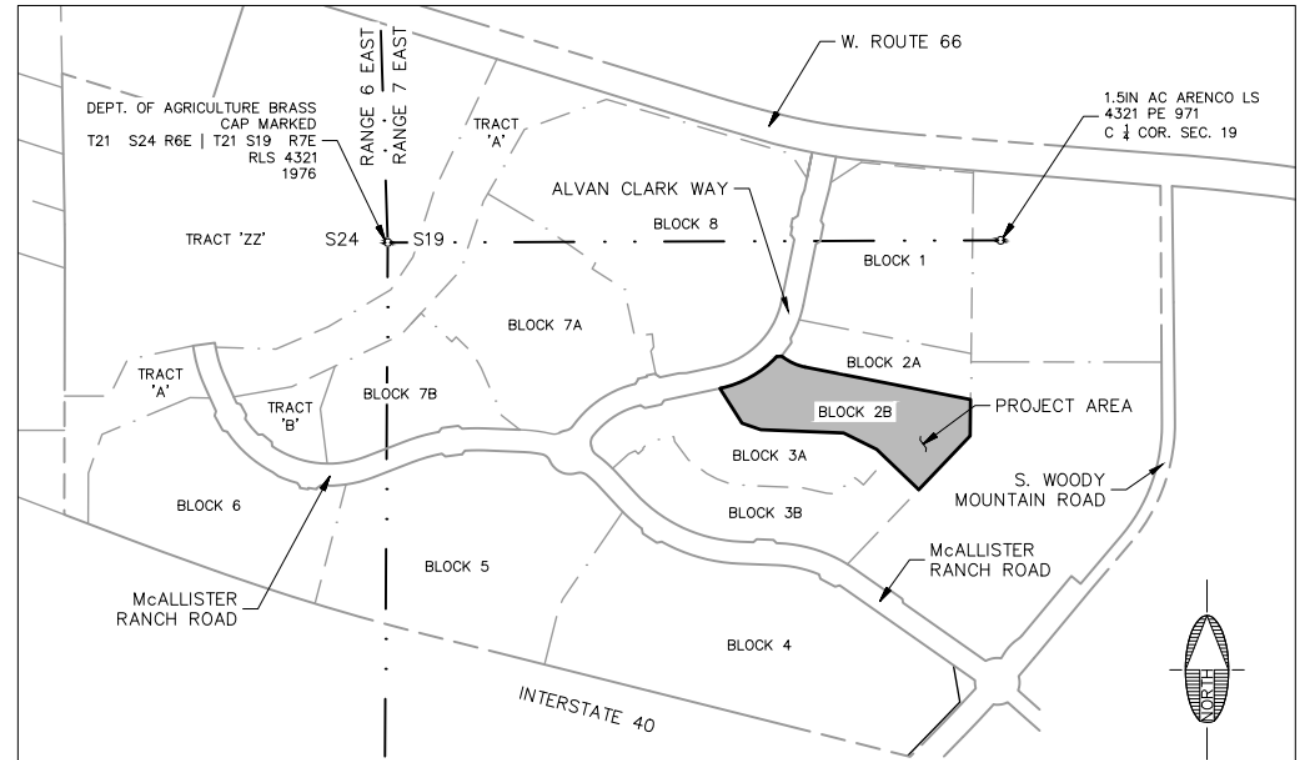 W. ROUTE 66
RANGE 6 EAST
RANGE 7 EAST
DEPT. OF AGRICULTURE BRASS
CAP MARKED
T21 S24 R6E | T21 S19 R7E
RLS 4321
1976
TRACT
'A'
1.5IN AC ARENCO LS
4321 PE 971
C 1/4 COR. SEC. 19
ALVAN CLARK WAY
BLOCK 8
TRACT 'ZZ'
S24
S19
BLOCK 1
BLOCK 7A
BLOCK 2A
TRACT
'A'
TRACT
'B'
BLOCK 7B
BLOCK 2B
PROJECT AREA
BLOCK 3A
S. WOODY
MOUNTAIN ROAD
BLOCK 6
BLOCK 3B
McALLISTER
RANCH ROAD
BLOCK 5
McALLISTER
RANCH ROAD
BLOCK 4
INTERSTATE 40
NORTH